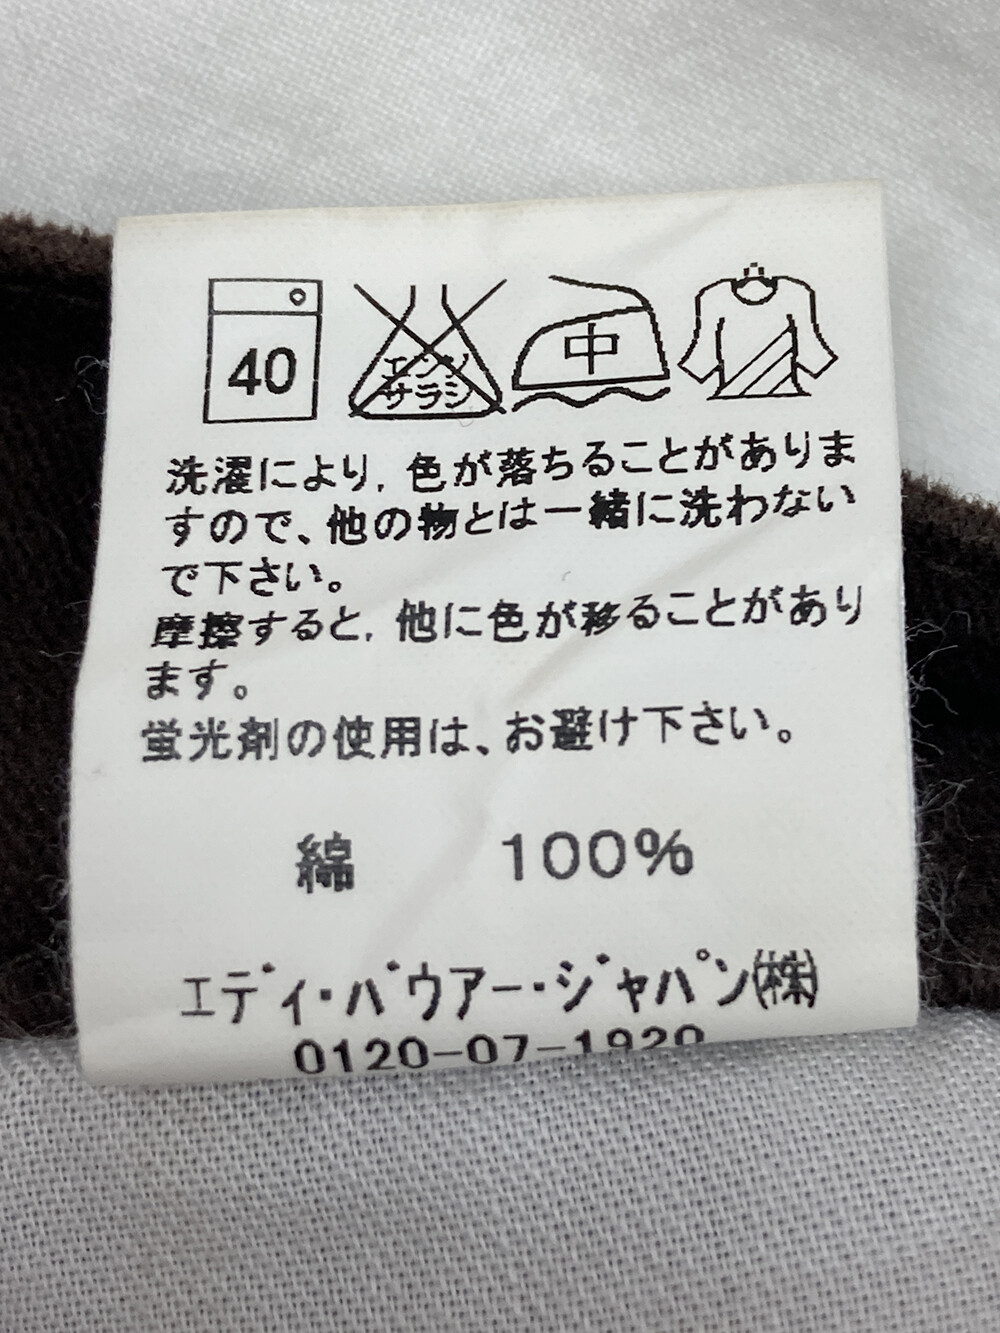 40
エンソ
サラシ
中
洗濯により,色が落ちることがありま
すので、他の物とは一緒に洗わない
で下さい。
摩擦すると,他に色が移ることがあり
ます。
蛍光剤の使用は、お避け下さい。
綿 100%
エディ・バウアー・ジャパン(株)
0120-07-1920